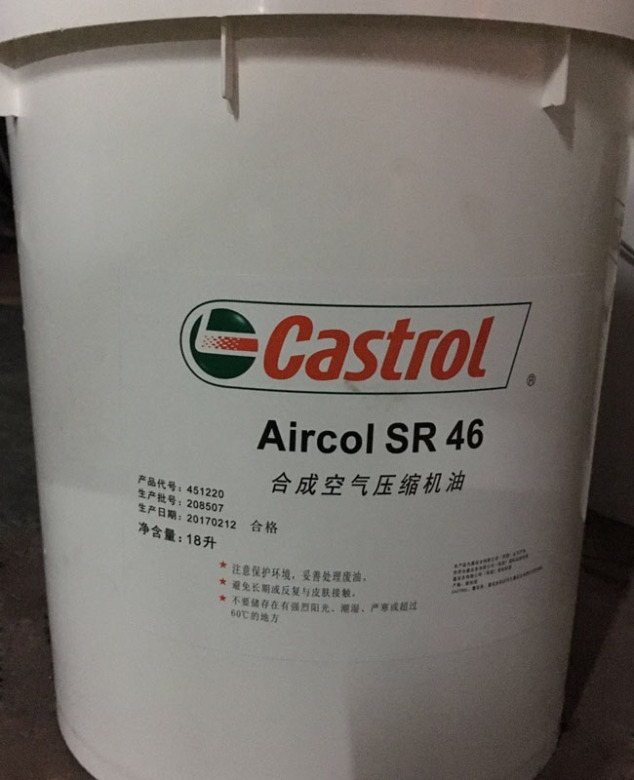 Castrol
®
Aircol SR 46
合成空气压缩机油
产品代号：451220
生产批号：208507
生产日期：20170212 合格
净含量：18升
★ 注意保护环境，妥善处理废油。
★ 避免长期或反复与皮肤接触。
★ 不要储存在有强烈阳光、潮湿、严寒或超过
60℃的地方